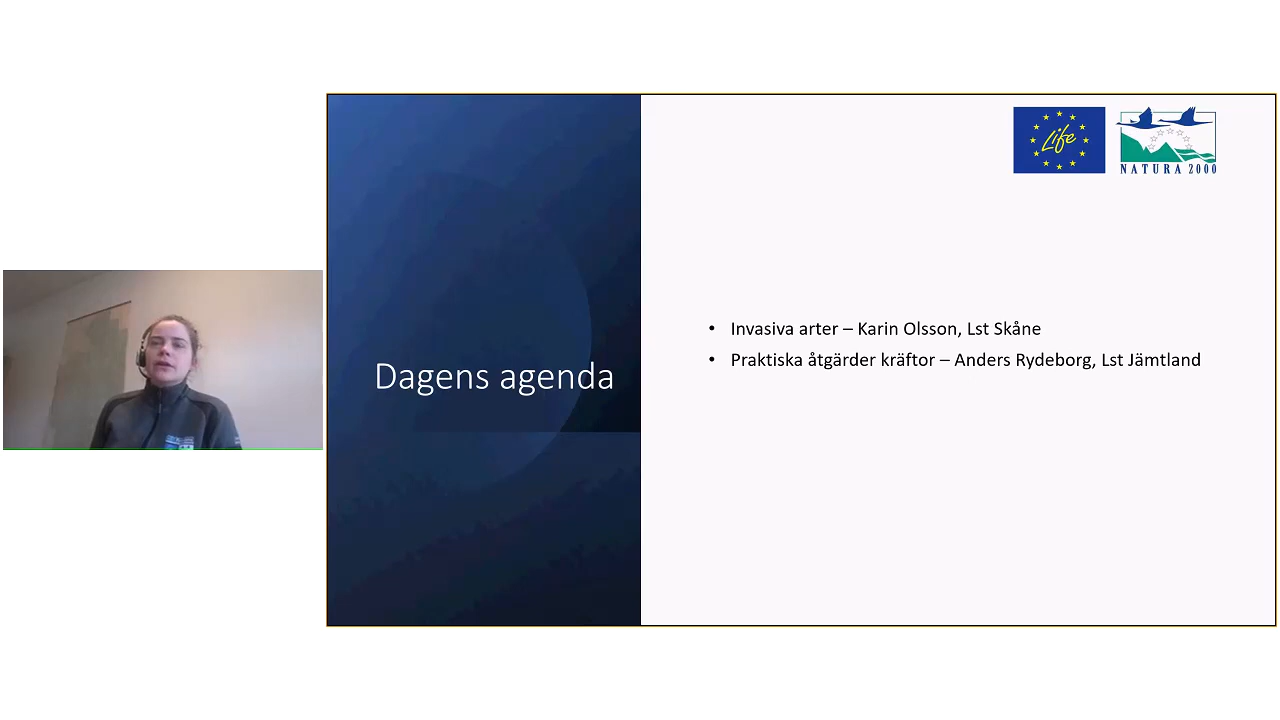 Life
NATURA 2000
Dagens agenda
• Invasiva arter – Karin Olsson, Lst Skåne
• Praktiska åtgärder kräftor – Anders Rydeborg, Lst Jämtland